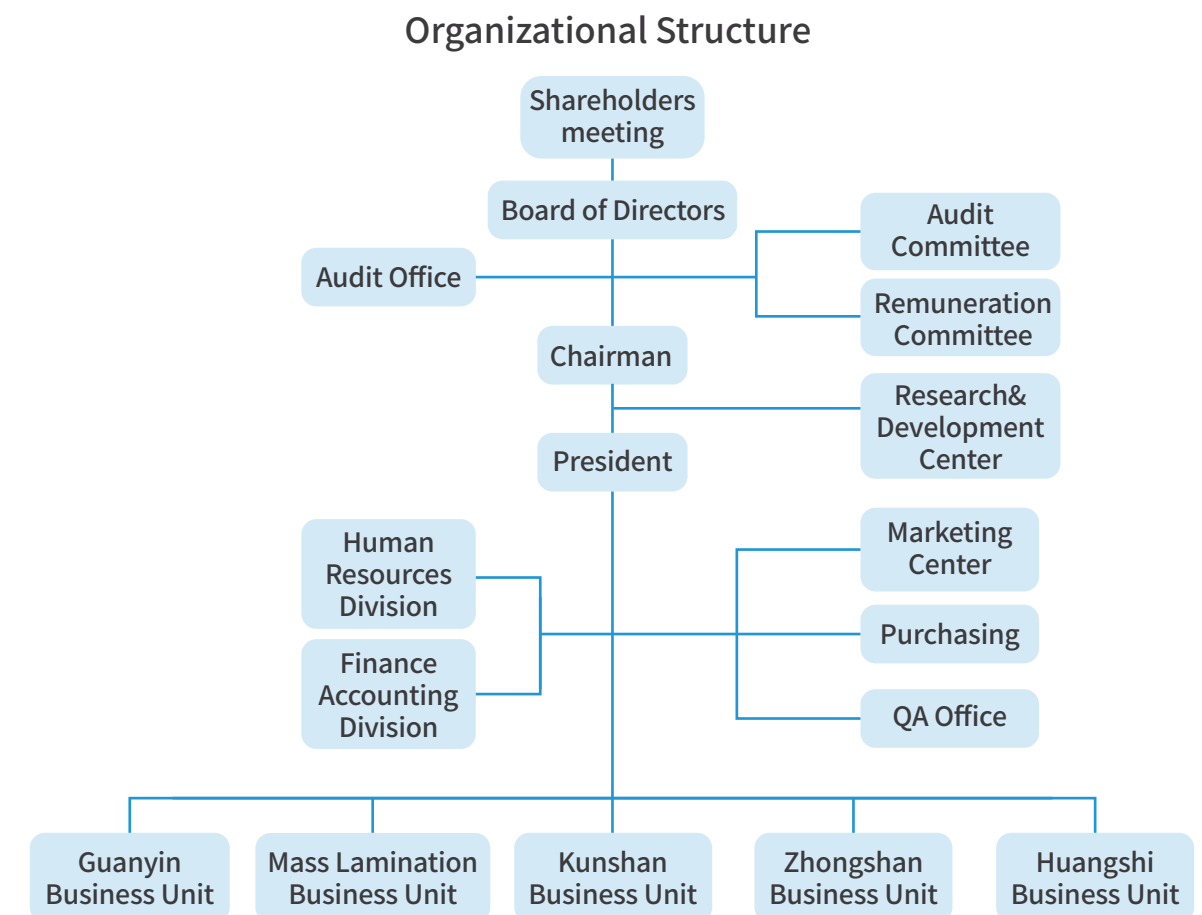 Organizational Structure
Shareholders
meeting
Board of Directors
Audit
Committee
Audit Office
Remuneration
Committee
Chairman
Research&
Development
Center
President
Human
Resources
Division
Marketing
Center
Purchasing
Finance
Accounting
Division
QA Office
Guanyin
Business Unit
Mass Lamination
Business Unit
Kunshan
Business Unit
Zhongshan
Business Unit
Huangshi
Business Unit